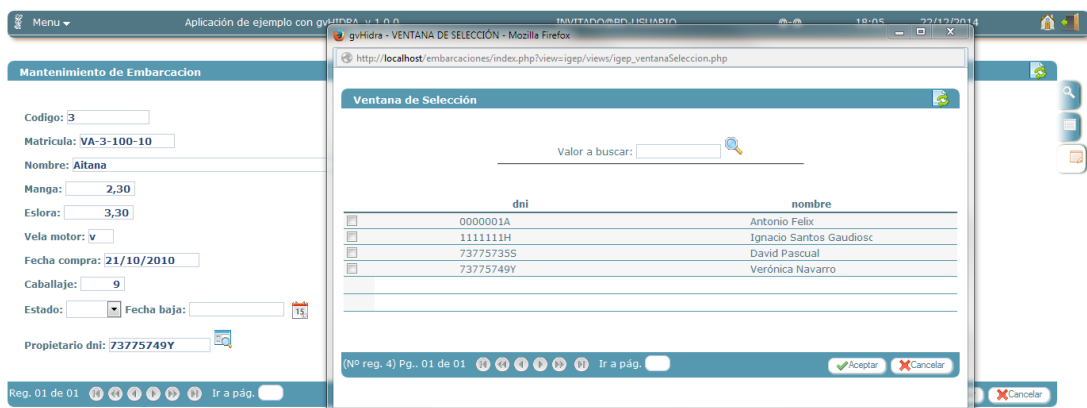 Menu
Aplicación de ejemplo con gvHIDRA v 1.0.0
INVITADO@BD-USUARIO
@-@
18:05
22/12/2014
Mantenimiento de Embarcacion
Codigo: 3
Matricula: VA-3-100-10
Nombre: Aitana
Manga: 2,30
Eslora: 3,30
Vela motor: v
Fecha compra: 21/10/2010
Caballaje: 9
Estado: Fecha baja:
15
Propietario dni: 73775749Y
Reg. 01 de 01 Ir a pág.
Cancelar
gvHidra - VENTANA DE SELECCIÓN - Mozilla Firefox
http://localhost/embarcaciones/index.php?view=igep/views/igep_ventanaSeleccion.php
Ventana de Selección
Valor a buscar:
dni nombre
0000001A Antonio Felix
1111111H Ignacio Santos Gaudiosc
73775735S David Pascual
73775749Y Verónica Navarro
(Nº reg. 4) Pg.. 01 de 01 Ir a pág.
Aceptar Cancelar